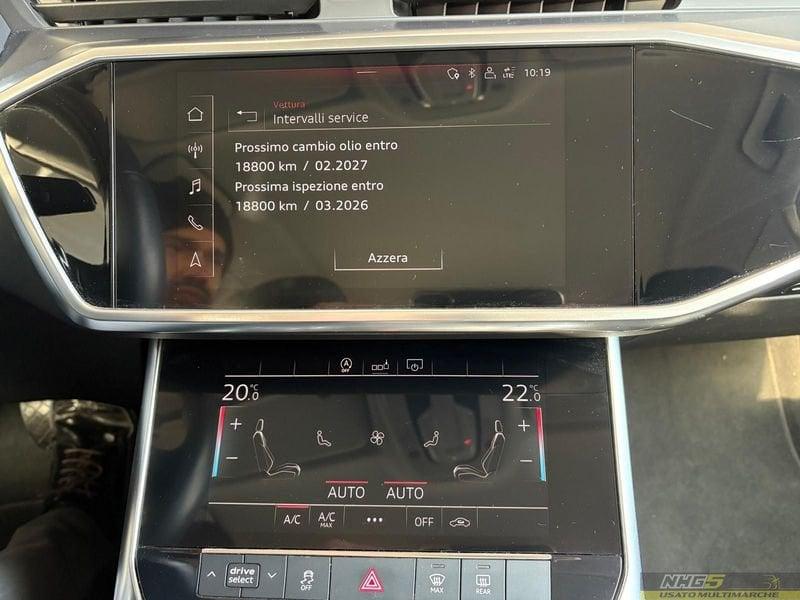 LTE 10:19
Vettura
Intervalli service
Prossimo cambio olio entro
18800 km / 02.2027
Prossima ispezione entro
18800 km / 03.2026
Azzera
A OFF
20.0 °C
22.0 °C
+ +
− −
AUTO AUTO
A/C A/C MAX ••• OFF
drive select OFF MAX REAR
NHG5
USATO MULTIMARCHE